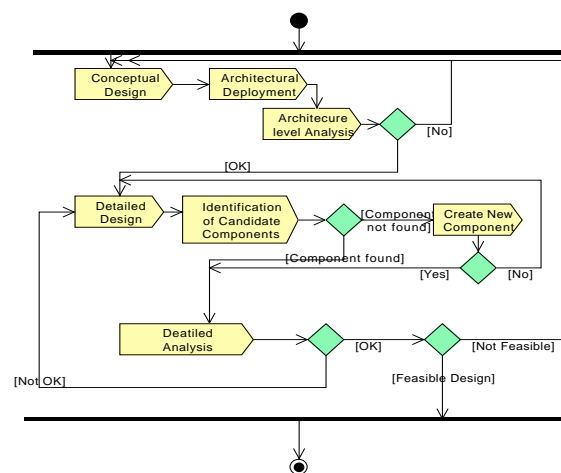 Conceptual
Design
Architectural
Deployment
Architecure
level Analysis
[No]
[OK]
Detailed
Design
Identification
of Candidate
Components
[Component
not found]
Create New
Component
[Component found]
[Yes]
[No]
Deatiled
Analysis
[OK]
[Not Feasible]
[Not OK]
[Feasible Design]